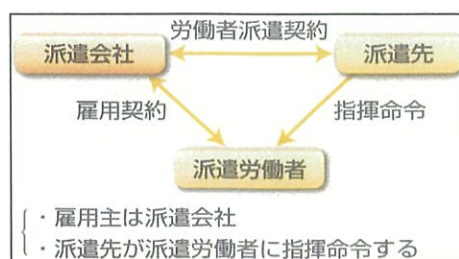 労働者派遣契約
派遣会社 派遣先
雇用契約 指揮命令
派遣労働者
・雇用主は派遣会社
・派遣先が派遣労働者に指揮命令する